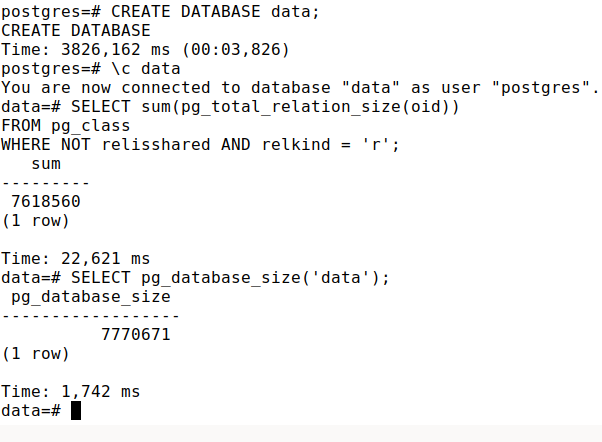 postgres=# CREATE DATABASE data;
CREATE DATABASE
Time: 3826,162 ms (00:03,826)
postgres=# \c data
You are now connected to database "data" as user "postgres".
data=# SELECT sum(pg_total_relation_size(oid))
FROM pg_class
WHERE NOT relisshared AND relkind = 'r';
   sum
---------
 7618560
(1 row)

Time: 22,621 ms
data=# SELECT pg_database_size('data');
 pg_database_size
------------------
          7770671
(1 row)

Time: 1,742 ms
data=#